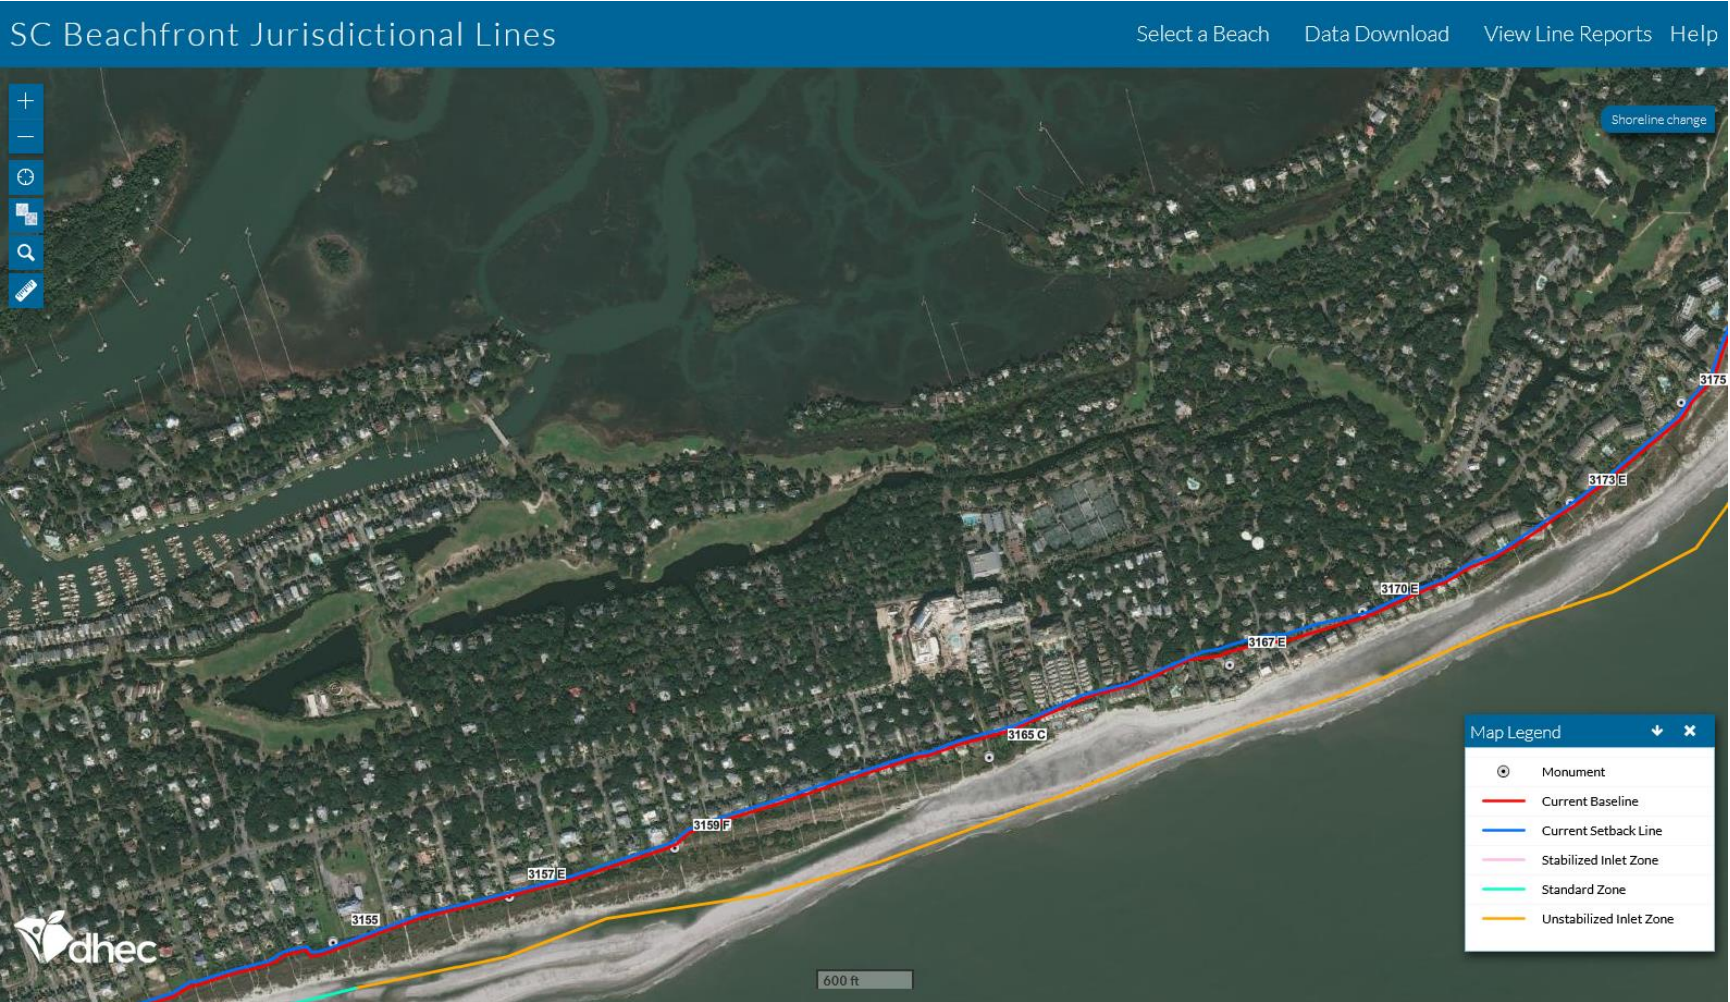 SC Beachfront Jurisdictional Lines
Select a Beach Data Download View Line Reports Help
Shoreline change
3175
3173 E
3170 E
3167 E
3165 C
3159 F
3157 E
3155
Map Legend
Monument
Current Baseline
Current Setback Line
Stabilized Inlet Zone
Standard Zone
Unstabilized Inlet Zone
dhec
600 ft